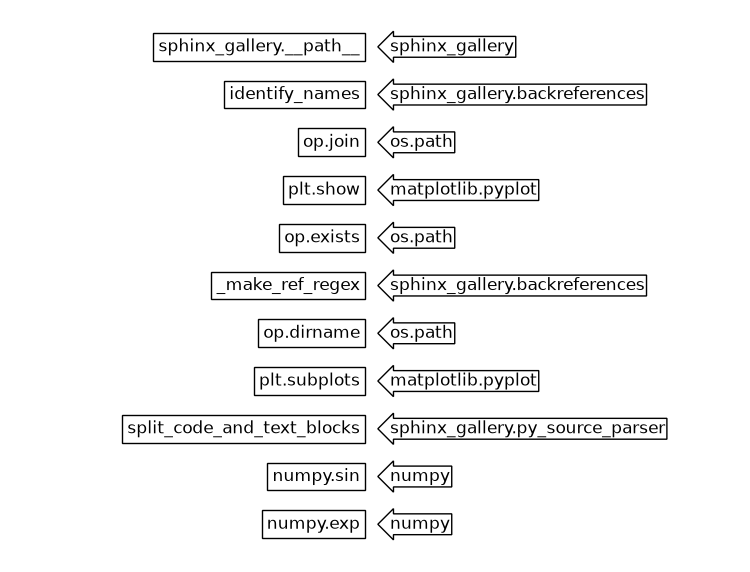 sphinx_gallery.__path__ sphinx_gallery
identify_names sphinx_gallery.backreferences
op.join os.path
plt.show matplotlib.pyplot
op.exists os.path
_make_ref_regex sphinx_gallery.backreferences
op.dirname os.path
plt.subplots matplotlib.pyplot
split_code_and_text_blocks sphinx_gallery.py_source_parser
numpy.sin numpy
numpy.exp numpy